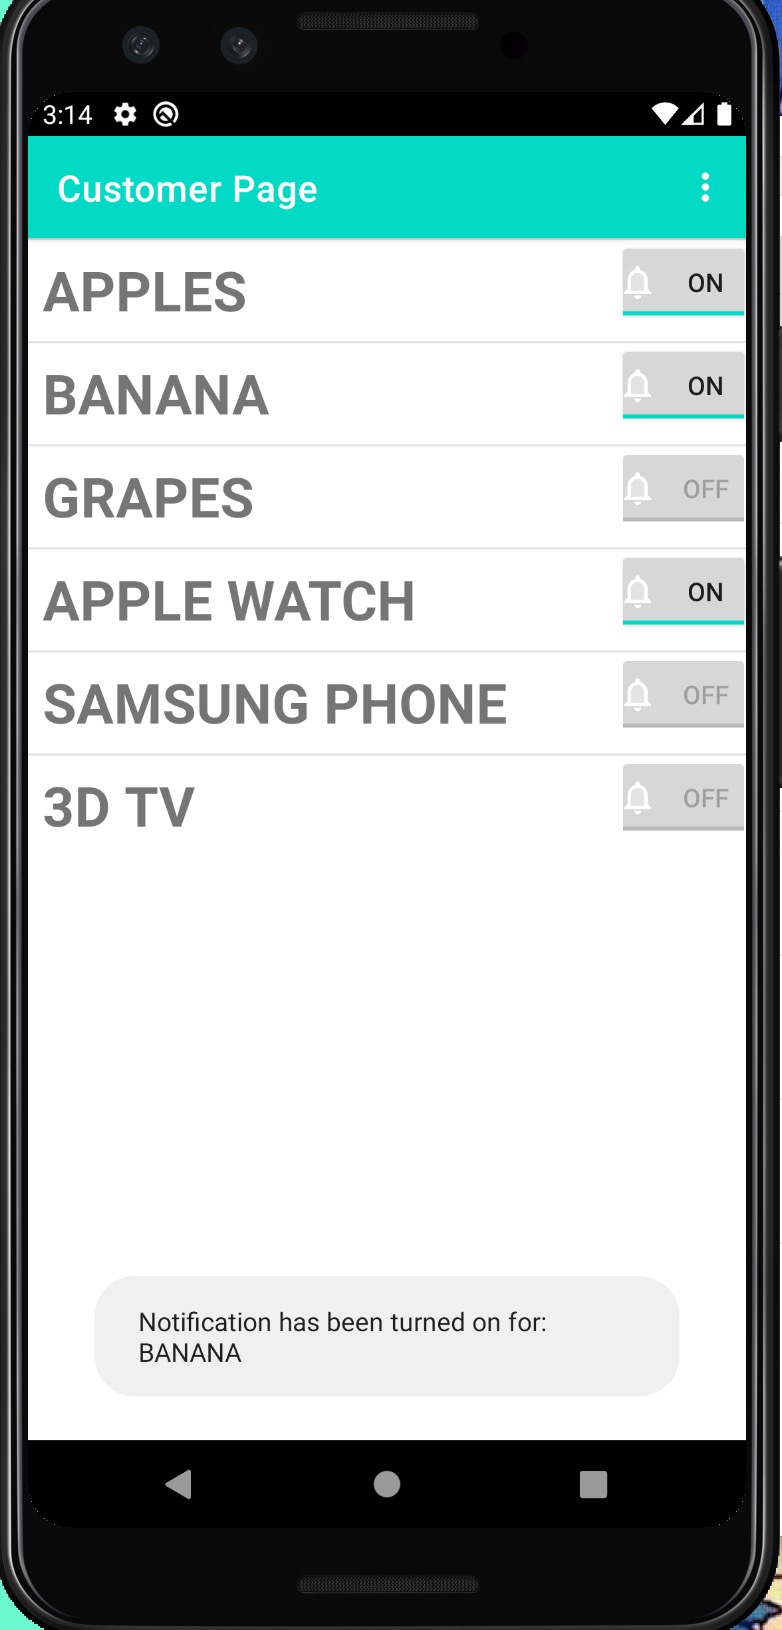 3:14
Customer Page
APPLES
ON
BANANA
ON
GRAPES
OFF
APPLE WATCH
ON
SAMSUNG PHONE
OFF
3D TV
OFF
Notification has been turned on for:
BANANA